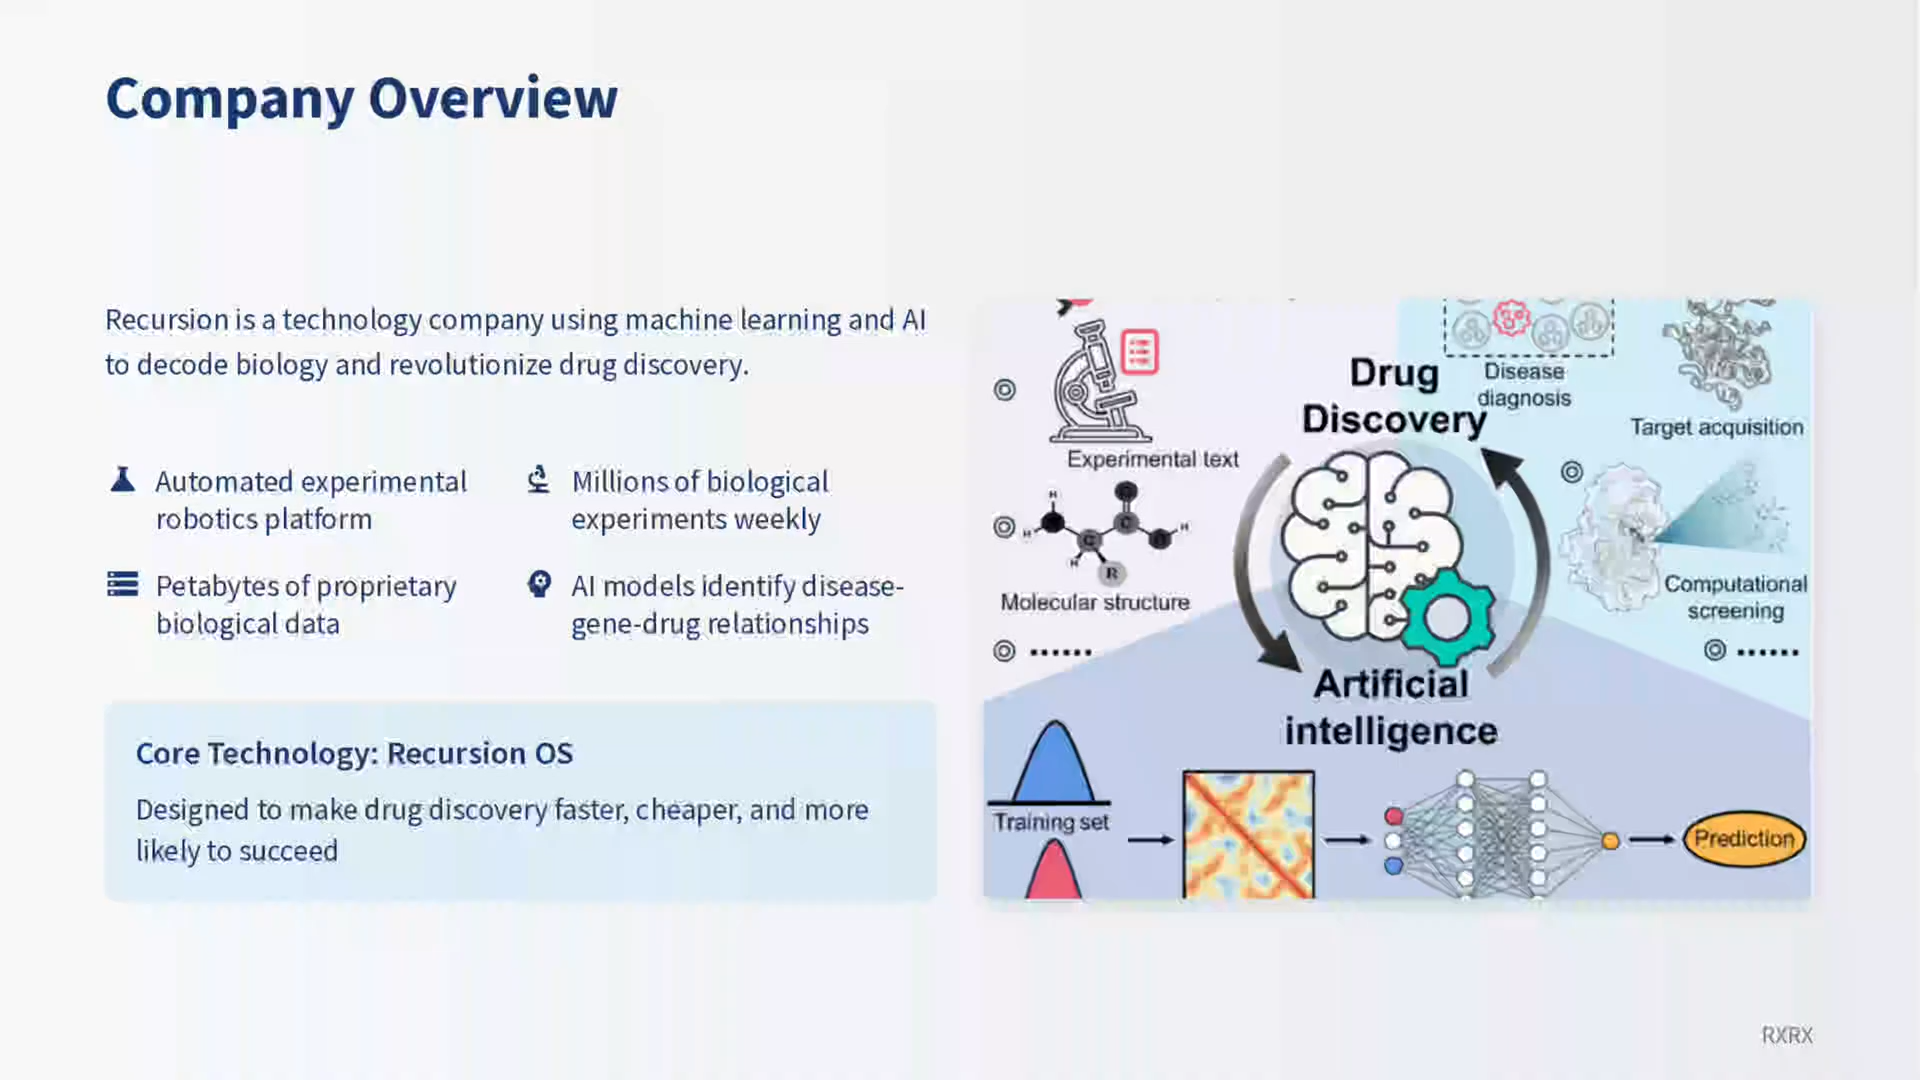 Company Overview
Recursion is a technology company using machine learning and AI
to decode biology and revolutionize drug discovery.
Automated experimental
robotics platform
Millions of biological
experiments weekly
Petabytes of proprietary
biological data
AI models identify disease-
gene-drug relationships
Core Technology: Recursion OS
Designed to make drug discovery faster, cheaper, and more
likely to succeed
Experimental text
H
H
H
H
C
C
R
Molecular structure
......
Drug
Discovery
Artificial
intelligence
Disease
diagnosis
Target acquisition
Computational
screening
......
Training set
Prediction
RXRX